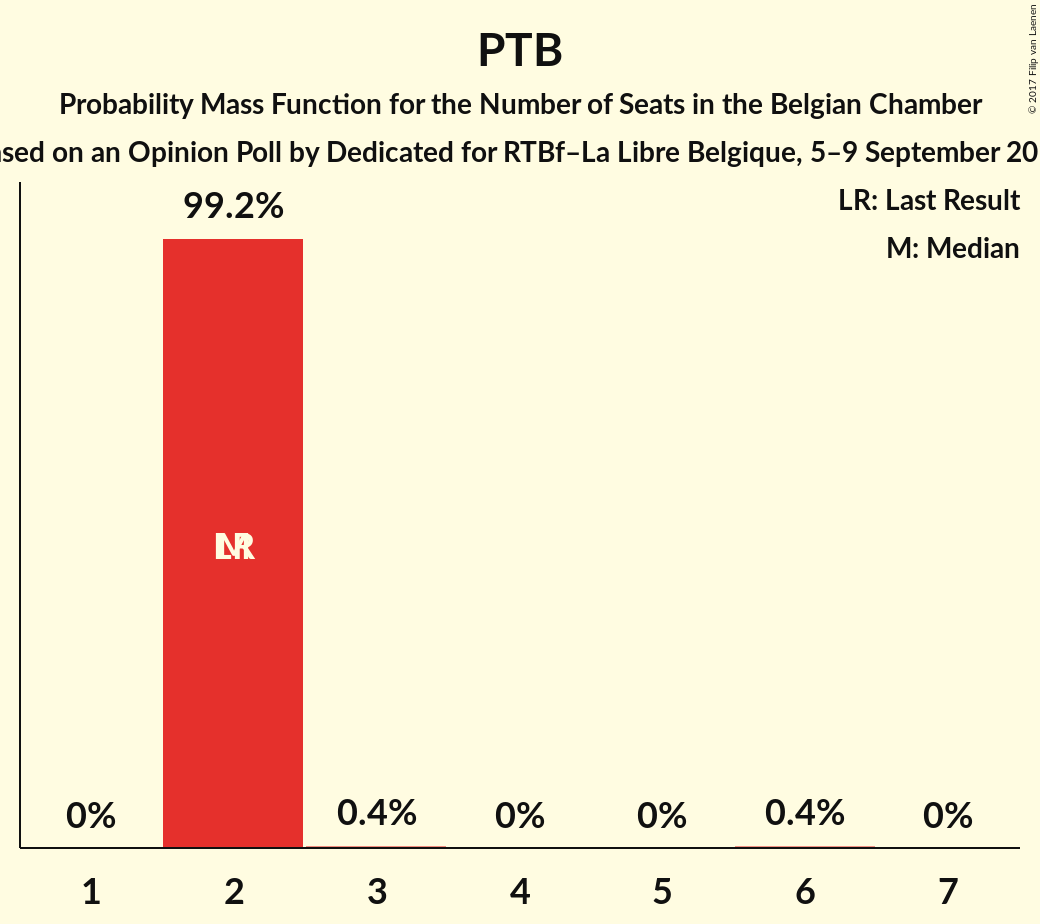 PTB
Probability Mass Function for the Number of Seats in the Belgian Chamber
on an Opinion Poll by Dedicated for RTBf–La Libre Belgique, 5–9 September
© 2017 Filip van Laenen
LR: Last Result
M: Median
99.2%
LR
M
0% 0.4% 0% 0% 0.4% 0%
1 2 3 4 5 6 7